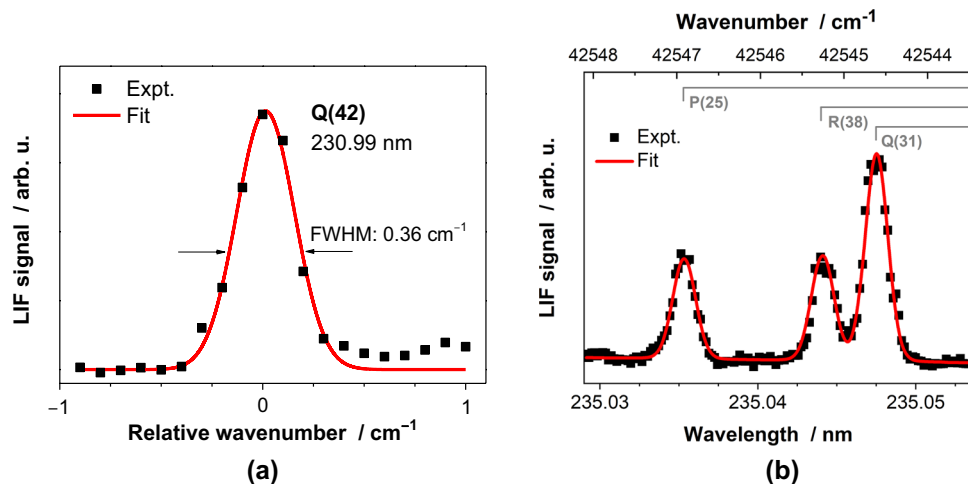 LIF signal / arb. u.
Expt.
Fit
Q(42)
230.99 nm
FWHM: 0.36 cm⁻¹
−1
0
1
Relative wavenumber / cm⁻¹
(a)
Wavenumber / cm⁻¹
42548 42547 42546 42545 42544
P(25)
R(38)
Q(31)
Expt.
Fit
LIF signal / arb. u.
235.03 235.04 235.05
Wavelength / nm
(b)